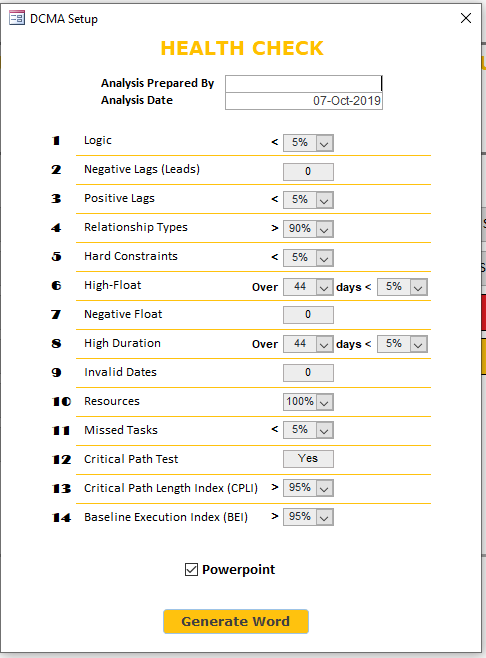 DCMA Setup
HEALTH CHECK
Analysis Prepared By
Analysis Date 07-Oct-2019
1 Logic < 5%
2 Negative Lags (Leads) 0
3 Positive Lags < 5%
4 Relationship Types > 90%
5 Hard Constraints < 5%
6 High-Float Over 44 days < 5%
7 Negative Float 0
8 High Duration Over 44 days < 5%
9 Invalid Dates 0
10 Resources 100%
11 Missed Tasks < 5%
12 Critical Path Test Yes
13 Critical Path Length Index (CPLI) > 95%
14 Baseline Execution Index (BEI) > 95%
Powerpoint
Generate Word